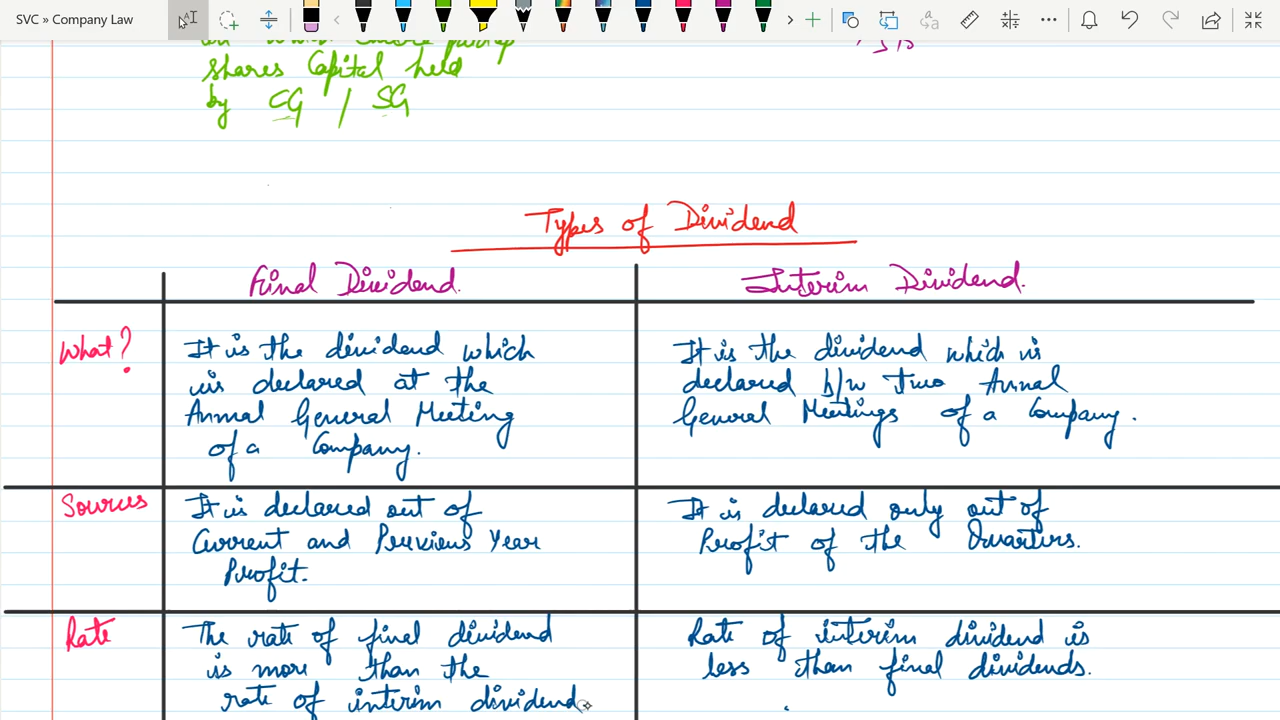 SVC » Company Law
shares Capital held
by CG / SG
Types of Dividend
Final Dividend.
Interim Dividend.
What?
It is the dividend which
is declared at the
Annual General Meeting
of a Company.
It is the dividend which is
declared b/w Two Annual
General Meetings of a Company.
Sources
It is declared out of
Current and Previous Year
Profit.
It is declared only out of
Profit of the Quarters.
Rate
The rate of final dividend
is more than the
rate of interim dividend
Rate of interim dividend is
less than final dividends.